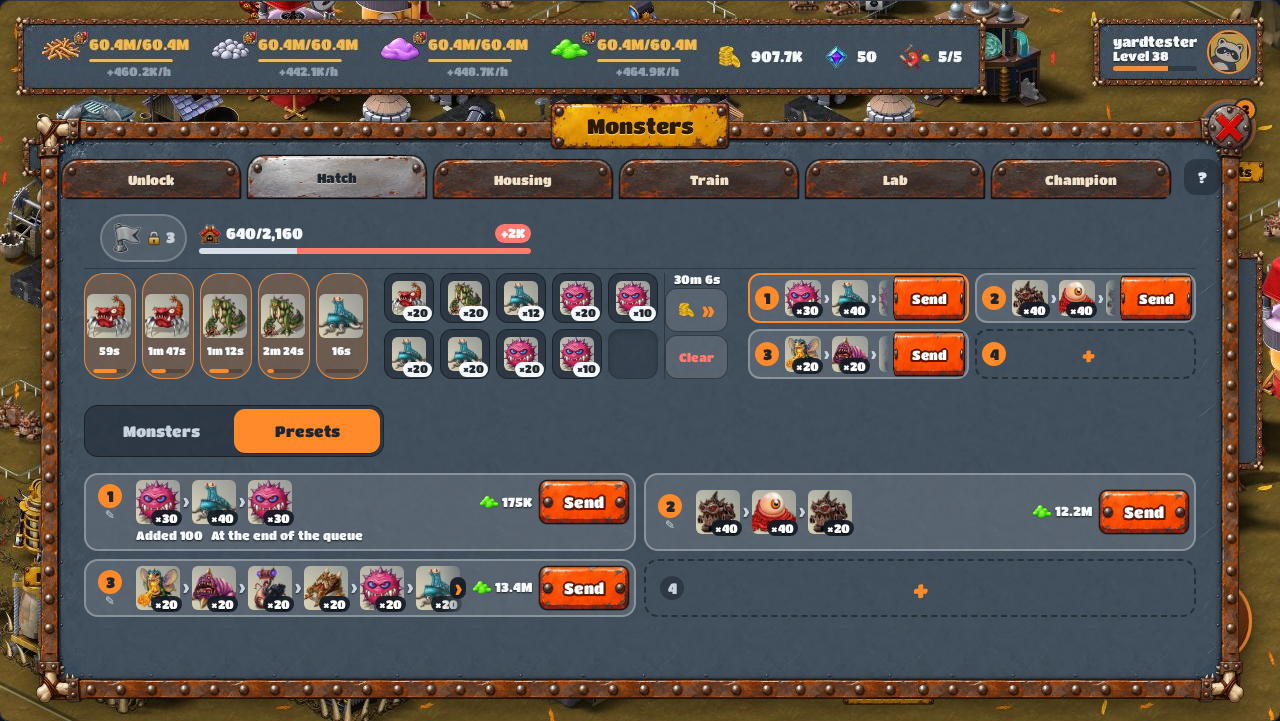 60.4M/60.4M 60.4M/60.4M 60.4M/60.4M 60.4M/60.4M 907.7K 50 5/5
+460.2K/h +442.1K/h +448.7K/h +464.9K/h
yardtester
Level 38
Monsters
Unlock Hatch Housing Train Lab Champion ?
3 640/2,160 +2K
59s 1m 47s 1m 12s 2m 24s 16s
×20 ×20 ×12 ×20 ×10
×20 ×20 ×20 ×10
30m 6s
Clear
1 ×30 ×40 Send 2 ×40 ×40 Send
3 ×20 ×20 Send 4 +
Monsters Presets
1 ×30 ×40 ×30 175K Send
Added 100 At the end of the queue
2 ×40 ×40 ×20 12.2M Send
3 ×20 ×20 ×20 ×20 ×20 ×20 13.4M Send
4 +